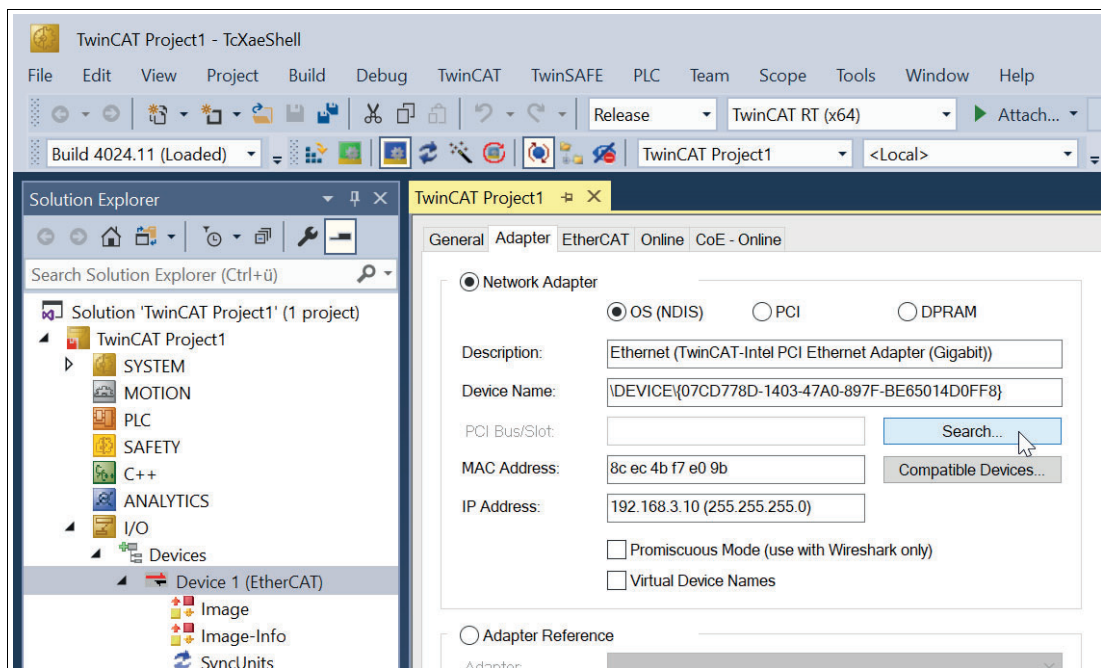 TwinCAT Project1 - TcXaeShell
File Edit View Project Build Debug TwinCAT TwinSAFE PLC Team Scope Tools Window Help
Release TwinCAT RT (x64) Attach...
Build 4024.11 (Loaded) TwinCAT Project1 <Local>
Solution Explorer
Search Solution Explorer (Ctrl+ü)
Solution 'TwinCAT Project1' (1 project)
TwinCAT Project1
SYSTEM
MOTION
PLC
SAFETY
C++
ANALYTICS
I/O
Devices
Device 1 (EtherCAT)
Image
Image-Info
SyncUnits
TwinCAT Project1
General Adapter EtherCAT Online CoE - Online
Network Adapter
OS (NDIS) PCI DPRAM
Description: Ethernet (TwinCAT-Intel PCI Ethernet Adapter (Gigabit))
Device Name: \DEVICE\{07CD778D-1403-47A0-897F-BE65014D0FF8}
PCI Bus/Slot: Search...
MAC Address: 8c ec 4b f7 e0 9b Compatible Devices...
IP Address: 192.168.3.10 (255.255.255.0)
Promiscuous Mode (use with Wireshark only)
Virtual Device Names
Adapter Reference
Adapter: